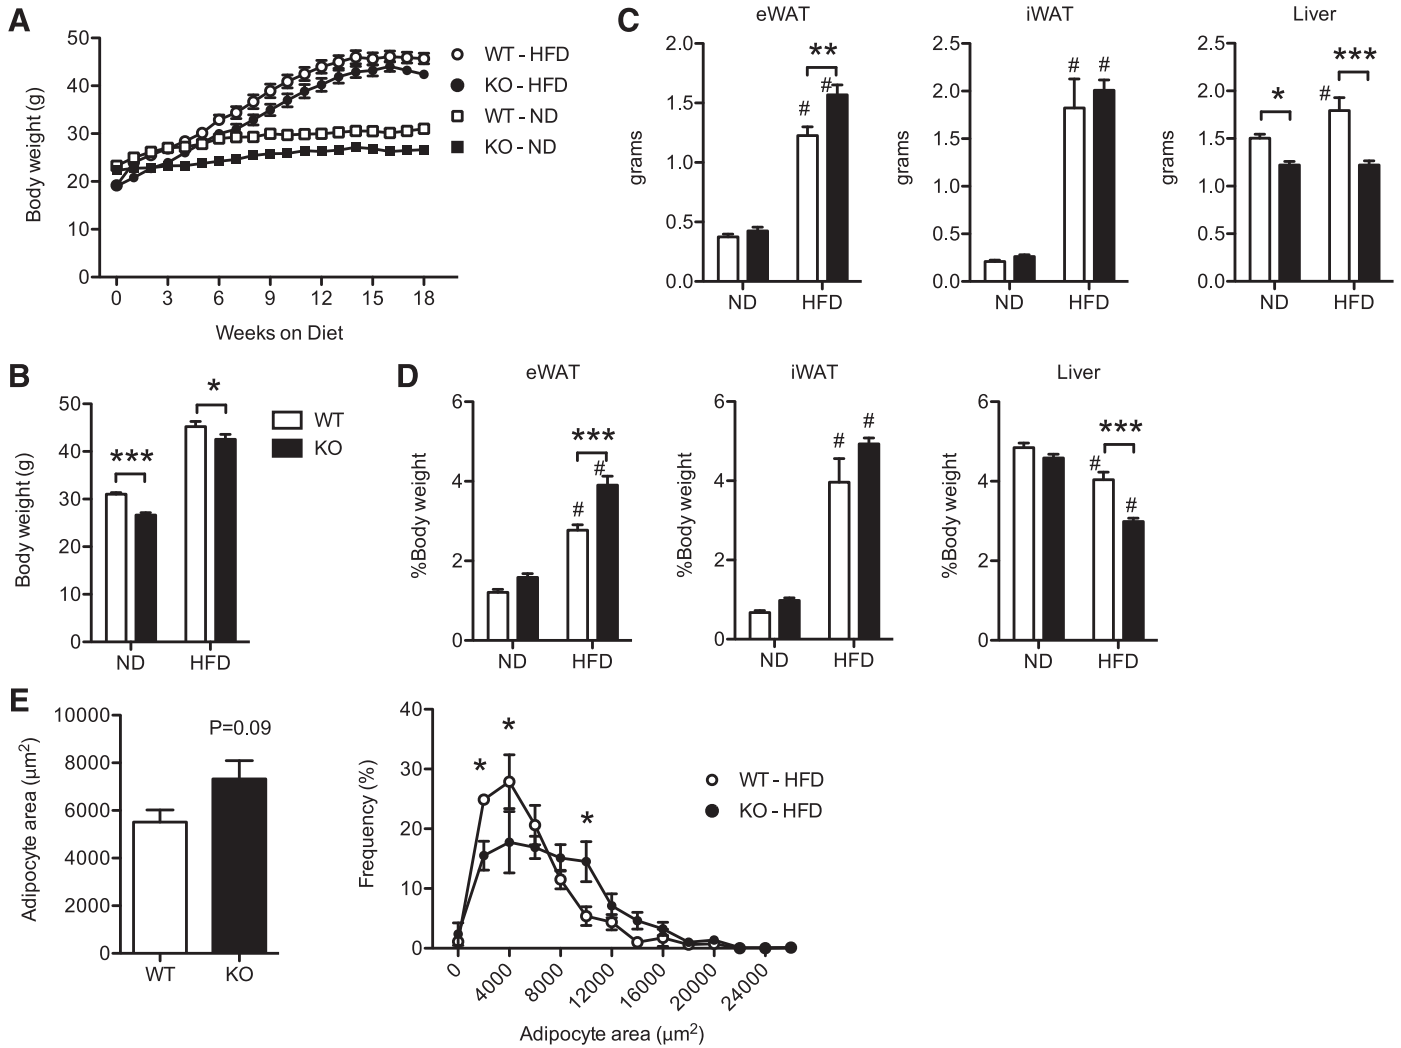 A
50
40
30
20
10
0
Body weight (g)
0 3 6 9 12 15 18
Weeks on Diet
WT - HFD
KO - HFD
WT - ND
KO - ND
B
50
40
30
20
10
0
Body weight (g)
***
*
ND HFD
WT
KO
C
eWAT
2.0
1.5
1.0
0.5
0.0
grams
**
#
#
ND HFD
iWAT
2.5
2.0
1.5
1.0
0.5
0.0
grams
# #
ND HFD
Liver
2.5
2.0
1.5
1.0
0.5
0.0
grams
***
*
#
ND HFD
D
eWAT
6
4
2
0
%Body weight
***
#
#
ND HFD
iWAT
6
4
2
0
%Body weight
#
#
ND HFD
Liver
6
4
2
0
%Body weight
***
#
#
ND HFD
E
10000
8000
6000
4000
2000
0
Adipocyte area (µm²)
P=0.09
WT KO
40
30
20
10
0
Frequency (%)
*
*
*
0 4000 8000 12000 16000 20000 24000
Adipocyte area (µm²)
WT - HFD
KO - HFD